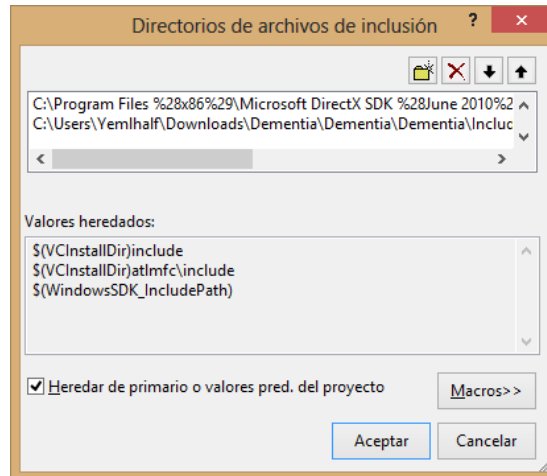 Directorios de archivos de inclusión
C:\Program Files %28x86%29\Microsoft DirectX SDK %28June 2010%2
C:\Users\Yemlhalf\Downloads\Dementia\Dementia\Dementia\Includ
Valores heredados:
$(VCInstallDir)include
$(VCInstallDir)atlmfc\include
$(WindowsSDK_IncludePath)
Heredar de primario o valores pred. del proyecto
Macros>>
Aceptar
Cancelar